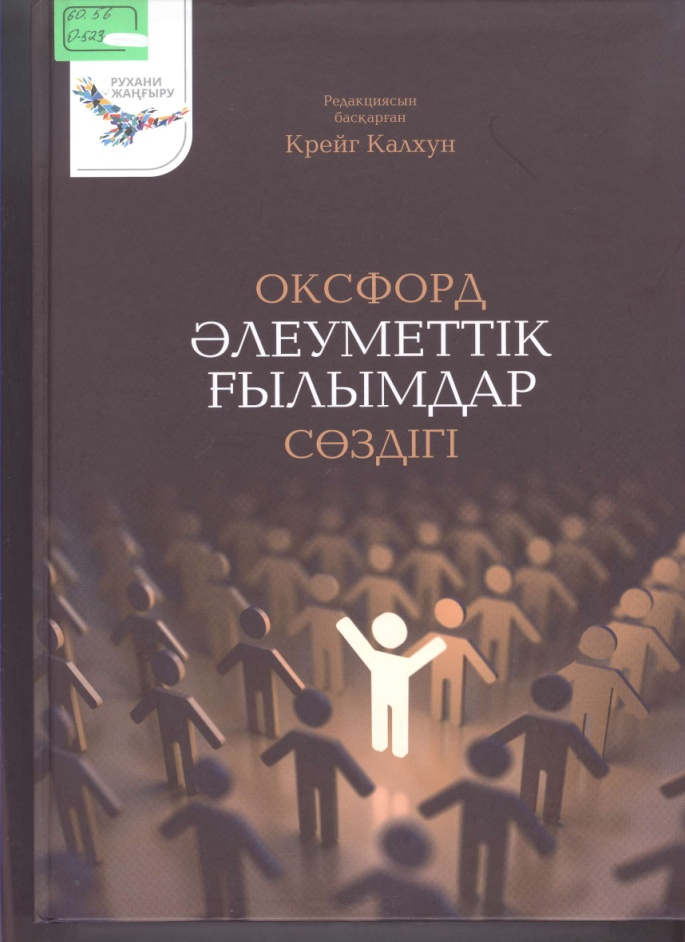 60.56
О-523
РУХАНИ
ЖАҢҒЫРУ
Редакциясын
басқарған
Крейг Калхун
ОКСФОРД
ӘЛЕУМЕТТІК
ҒЫЛЫМДАР
СӨЗДІГІ